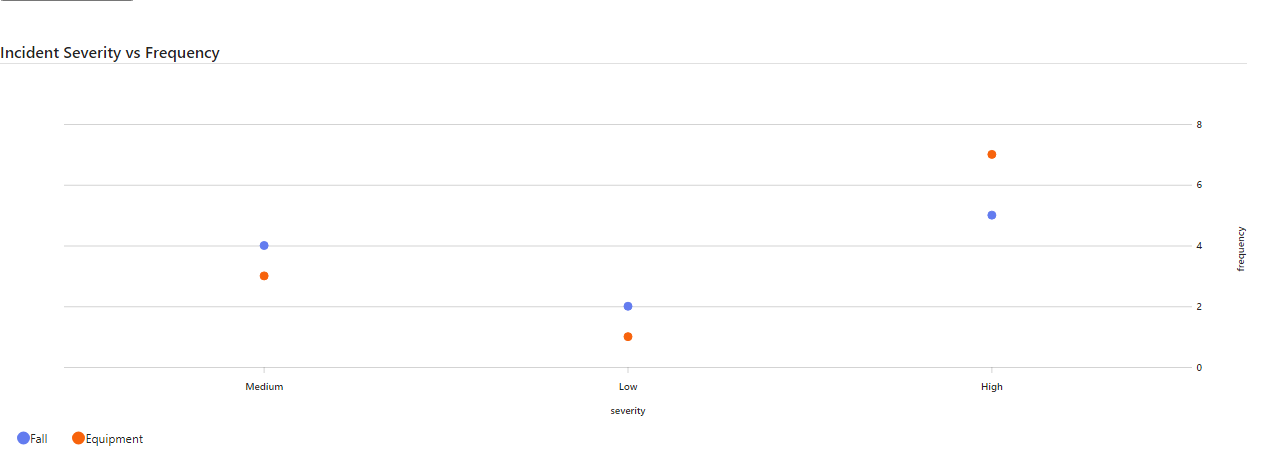 Incident Severity vs Frequency
8
6
4
2
0
frequency
Medium Low High
severity
Fall Equipment